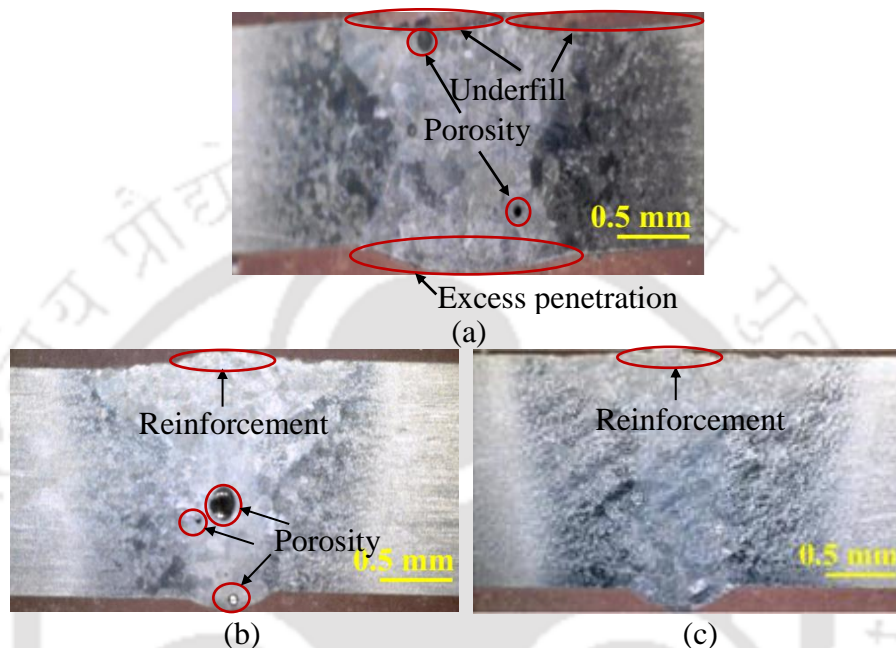 Underfill
Porosity
0.5 mm
Excess penetration
(a)
Reinforcement
Porosity
0.5 mm
(b)
Reinforcement
0.5 mm
(c)